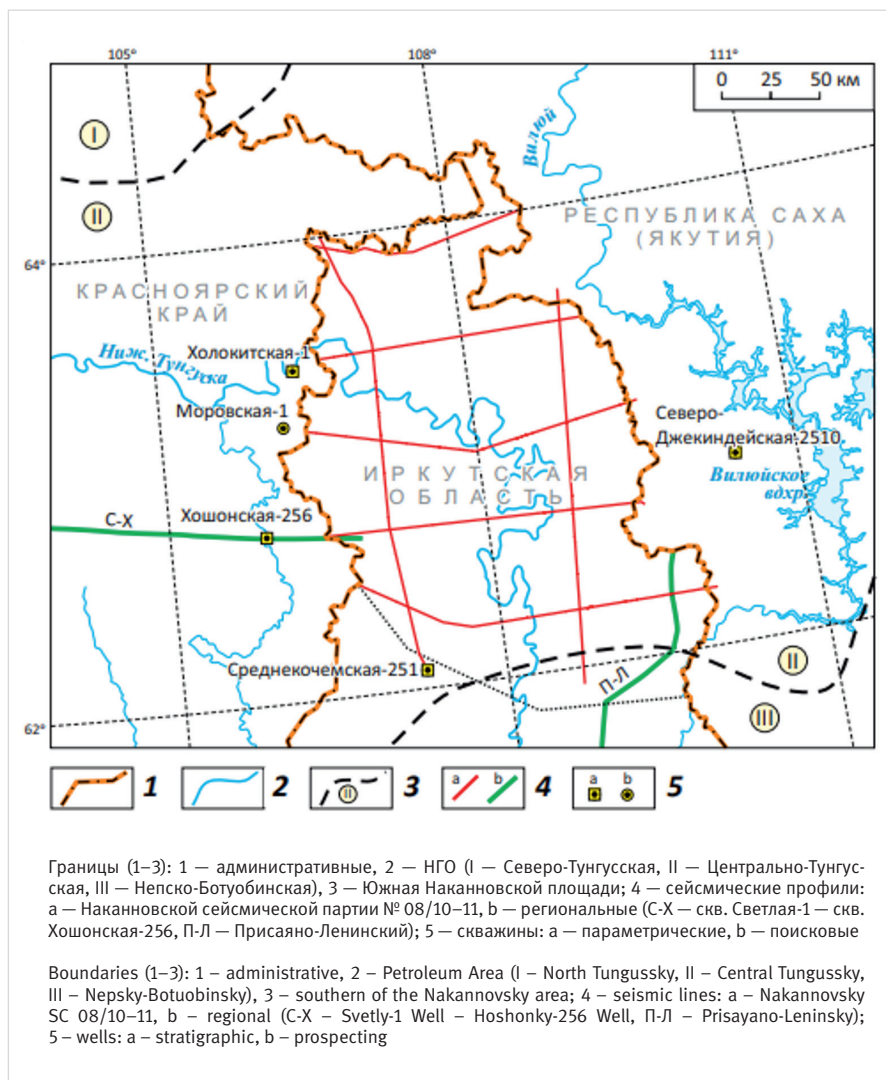 105°
108°
111°
0 25 50 км
I
Вилюй
II
РЕСПУБЛИКА САХА
(ЯКУТИЯ)
64°
КРАСНОЯРСКИЙ
КРАЙ
Ниж. Тунгуска
Холокитская-1
Моровская-1
Северо-
Джекиндейская-2510
ИРКУТСКАЯ
ОБЛАСТЬ
Вилюйское
вдхр.
С-Х
Хошонская-256
Среднекочемская-251
П-Л
II
III
62°
1
2
II
3
a b
4
a b
5
Границы (1–3): 1 — административные, 2 — НГО (I — Северо-Тунгусская, II — Центрально-Тунгус-
ская, III — Непско-Ботуобинская), 3 — Южная Наканновской площади; 4 — сейсмические профили:
a — Наканновской сейсмической партии № 08/10–11, b — региональные (С-Х — скв. Светлая-1 — скв.
Хошонская-256, П-Л — Присаяно-Ленинский); 5 — скважины: a — параметрические, b — поисковые
Boundaries (1–3): 1 – administrative, 2 – Petroleum Area (I – North Tungussky, II – Central Tungussky,
III – Nepsky-Botuobinsky), 3 – southern of the Nakannovsky area; 4 – seismic lines: a – Nakannovsky
SC 08/10–11, b – regional (C-X – Svetly-1 Well – Hoshonky-256 Well, П-Л – Prisayano-Leninsky);
5 – wells: a – stratigraphic, b – prospecting